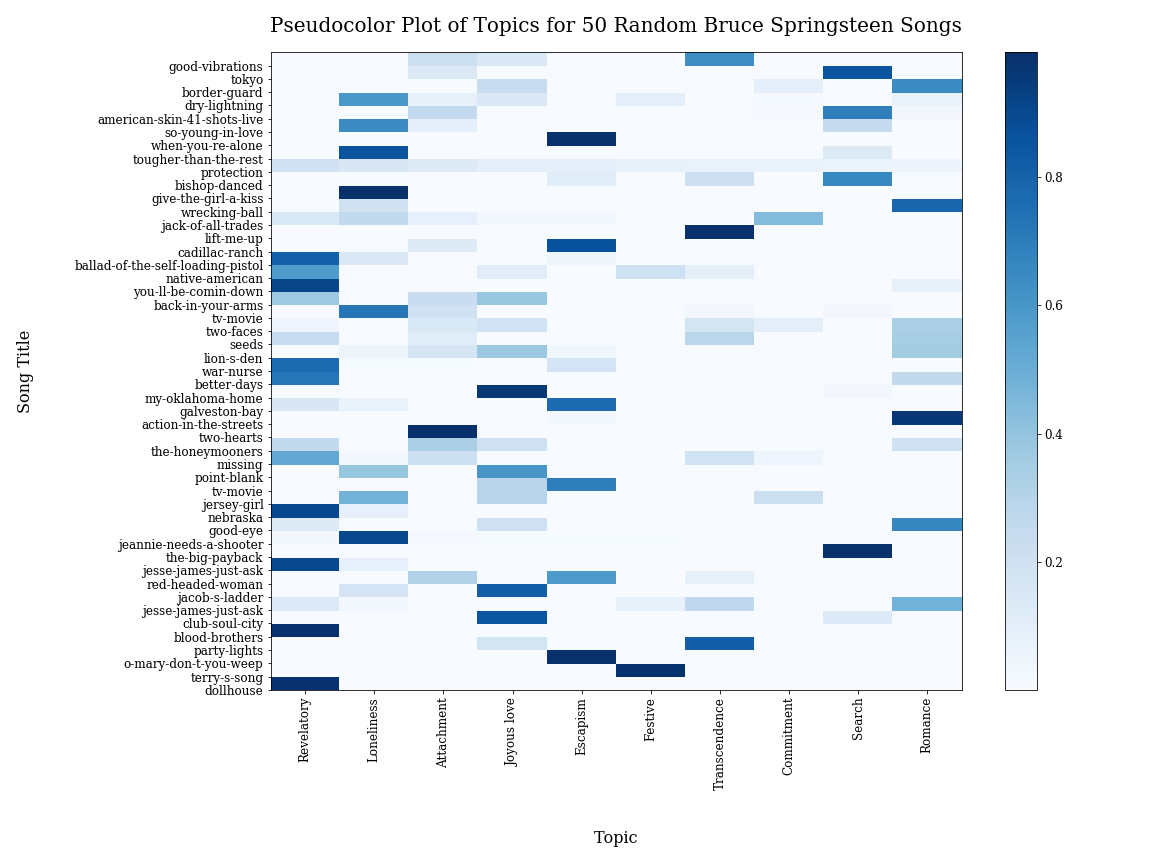 Pseudocolor Plot of Topics for 50 Random Bruce Springsteen Songs
good-vibrations
tokyo
border-guard
dry-lightning
american-skin-41-shots-live
so-young-in-love
when-you-re-alone
tougher-than-the-rest
protection
bishop-danced
give-the-girl-a-kiss
wrecking-ball
jack-of-all-trades
lift-me-up
cadillac-ranch
ballad-of-the-self-loading-pistol
native-american
you-ll-be-comin-down
back-in-your-arms
tv-movie
two-faces
seeds
lion-s-den
war-nurse
better-days
my-oklahoma-home
galveston-bay
action-in-the-streets
two-hearts
the-honeymooners
missing
point-blank
tv-movie
jersey-girl
nebraska
good-eye
jeannie-needs-a-shooter
the-big-payback
jesse-james-just-ask
red-headed-woman
jacob-s-ladder
jesse-james-just-ask
club-soul-city
blood-brothers
party-lights
o-mary-don-t-you-weep
terry-s-song
dollhouse
Song Title
Revelatory
Loneliness
Attachment
Joyous love
Escapism
Festive
Transcendence
Commitment
Search
Romance
Topic
0.8
0.6
0.4
0.2